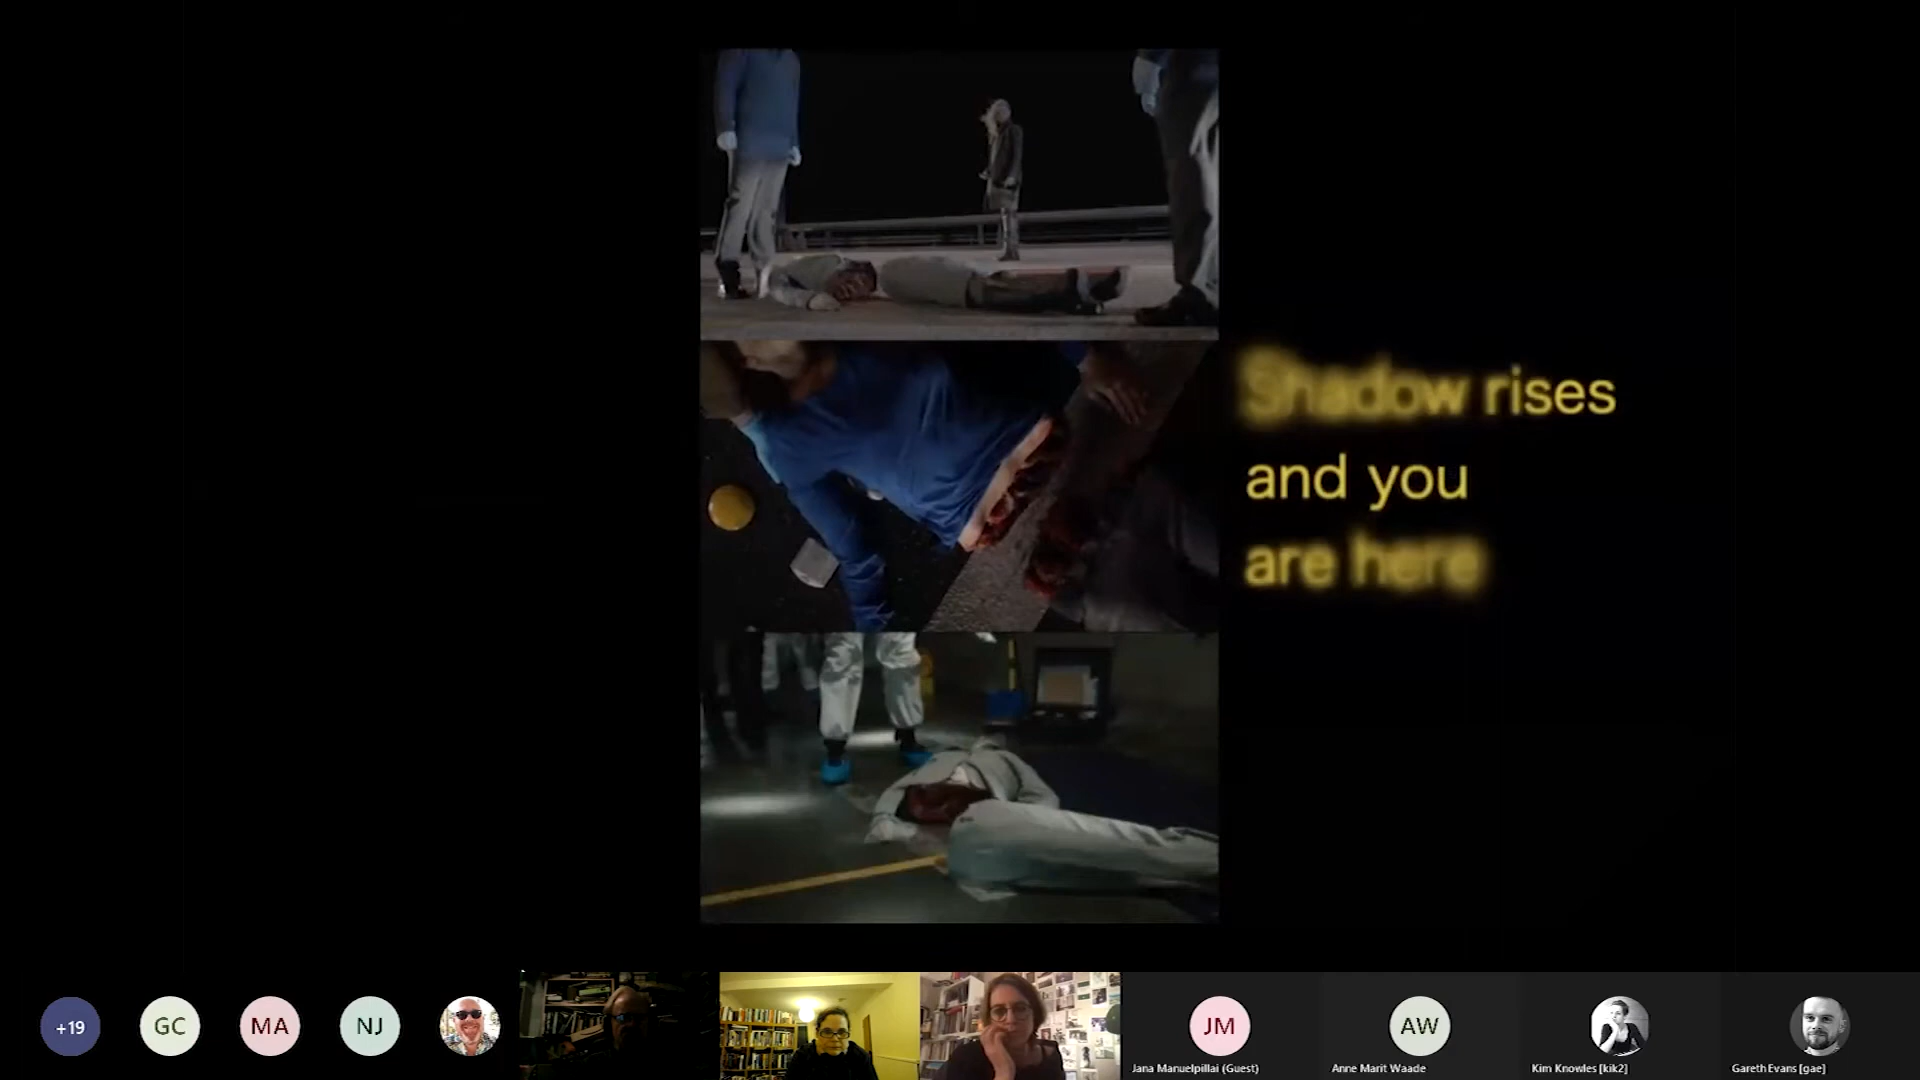 Shadow rises
and you
are here
+19
GC
MA
NJ
JM
AW
Jana Manuelpillai (Guest)
Anne Marit Waade
Kim Knowles [kik2]
Gareth Evans [gae]